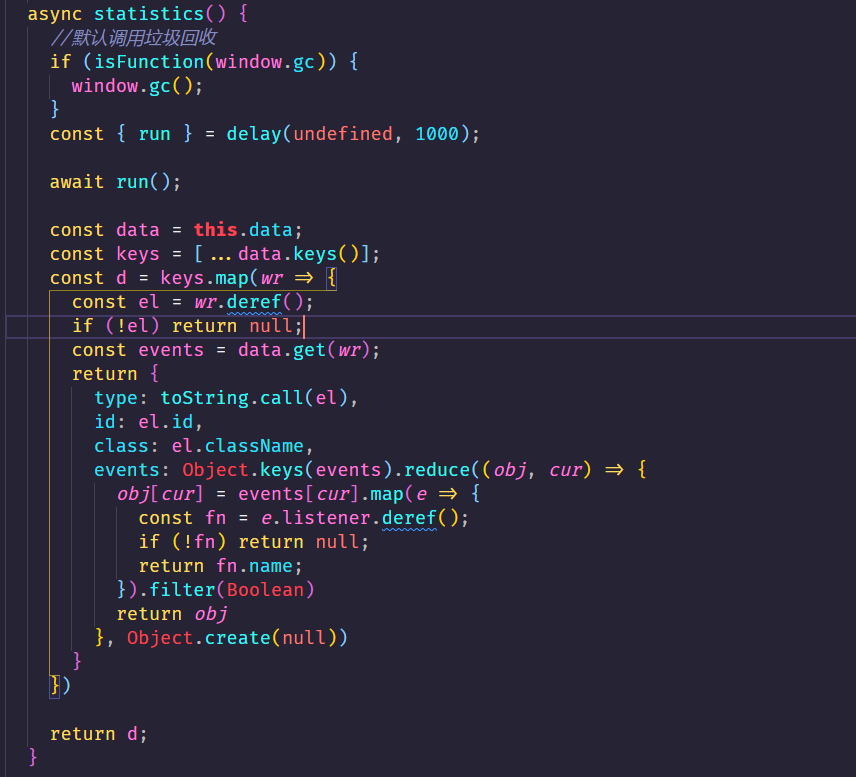 async statistics() {
//默认调用垃圾回收
if (isFunction(window.gc)) {
window.gc();
}
const { run } = delay(undefined, 1000);
await run();
const data = this.data;
const keys = [...data.keys()];
const d = keys.map(wr => {
const el = wr.deref();
if (!el) return null;
const events = data.get(wr);
return {
type: toString.call(el),
id: el.id,
class: el.className,
events: Object.keys(events).reduce((obj, cur) => {
obj[cur] = events[cur].map(e => {
const fn = e.listener.deref();
if (!fn) return null;
return fn.name;
}).filter(Boolean)
return obj
}, Object.create(null))
}
})
return d;
}